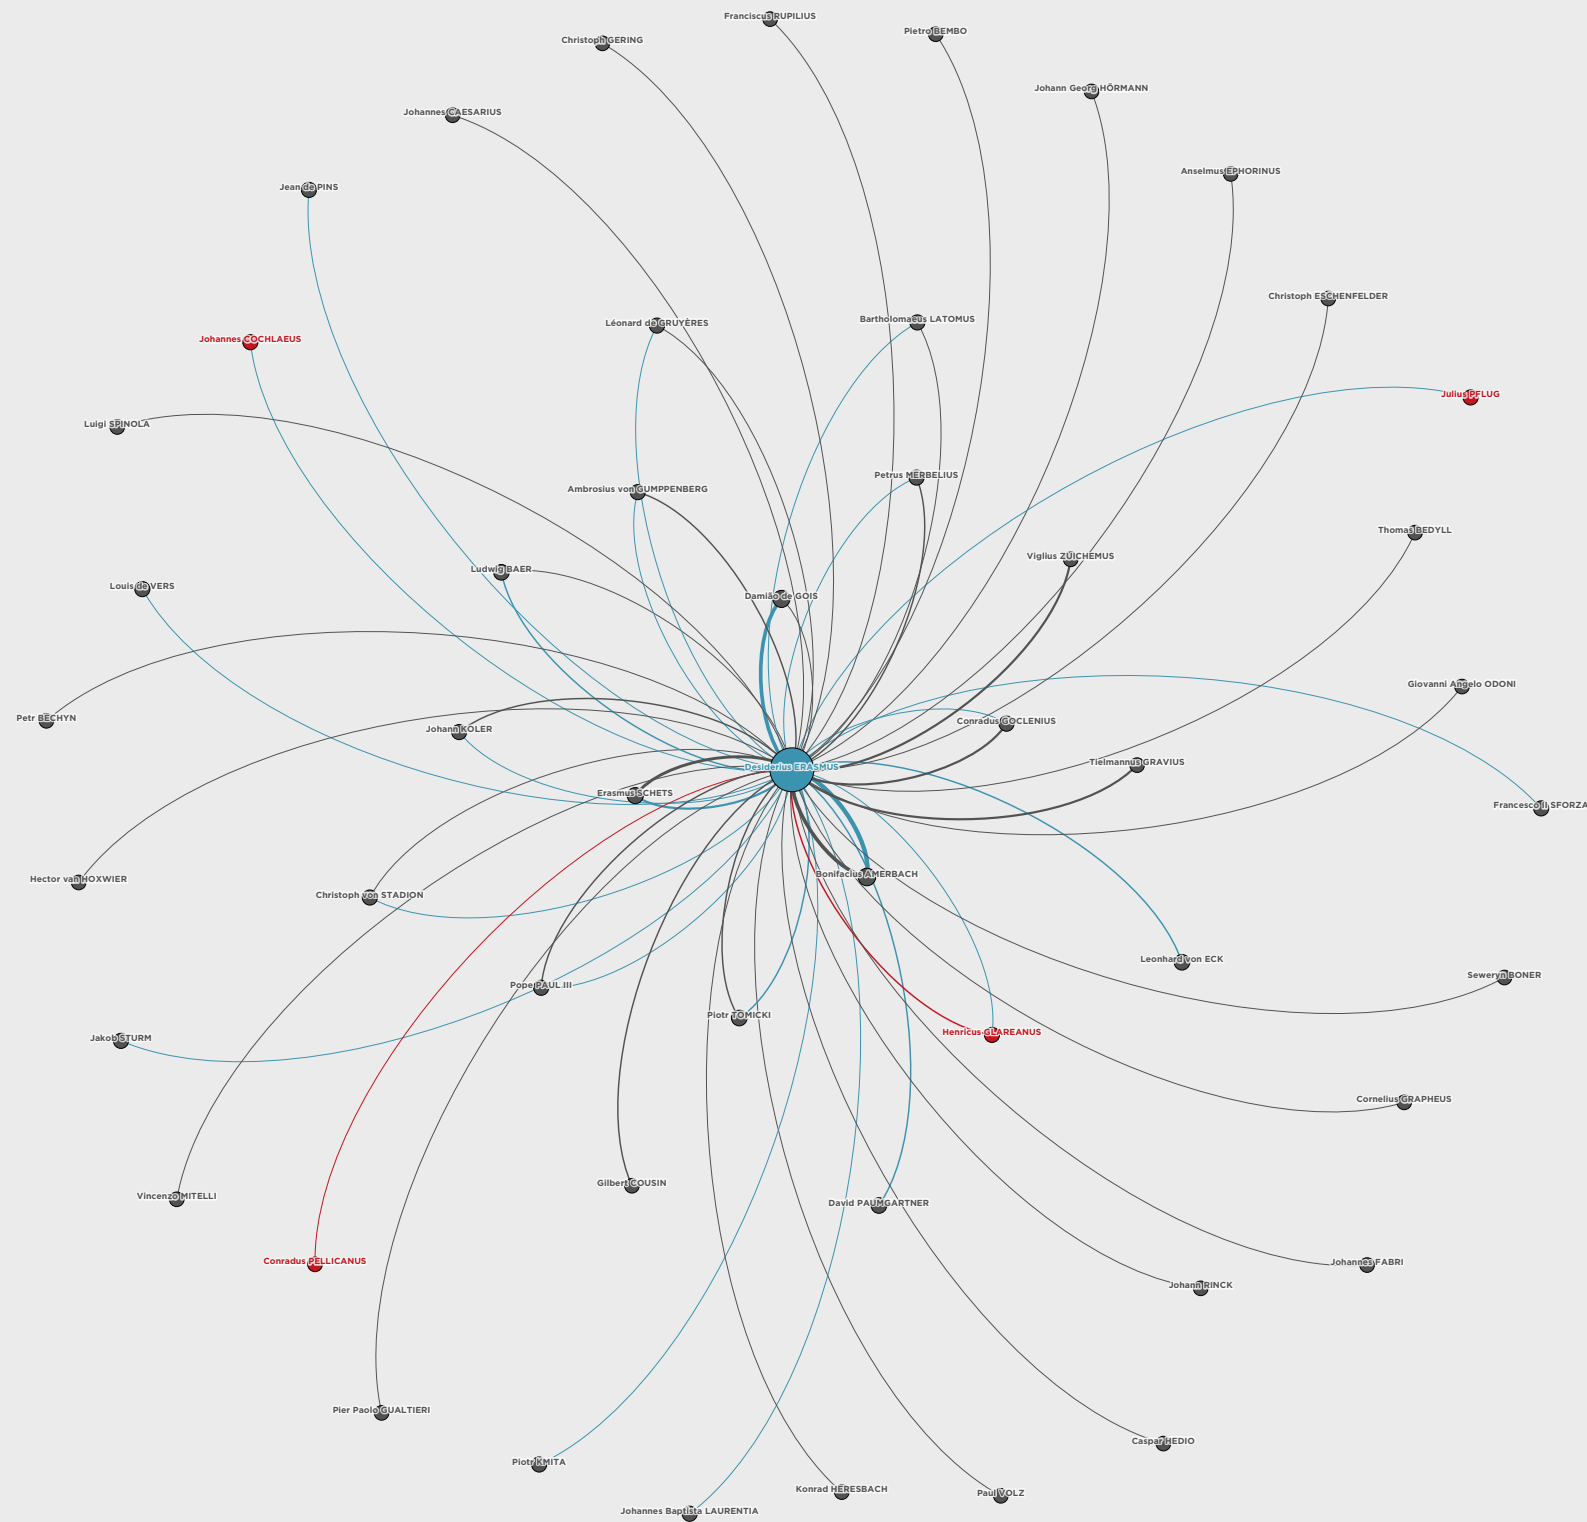 Franciscus RUPILIUS
Pietro BEMBO
Christoph GERING
Johann Georg HÖRMANN
Johannes CAESARIUS
Anselmus EPHORINUS
Jean de PINS
Christoph ESCHENFELDER
Léonard de GRUYÈRES
Bartholomaeus LATOMUS
Johannes COCHLAEUS
Julius PFLUG
Luigi SPINOLA
Petrus MERBELIUS
Ambrosius von GUMPPENBERG
Thomas BEDYLL
Viglius ZUICHEMUS
Ludwig BAER
Louis de VERS
Damião de GOIS
Giovanni Angelo ODONI
Petr BECHYN
Conradus GOCLENIUS
Johann KOLER
Tielmannus GRAVIUS
Desiderius ERASMUS
Erasmus SCHETS
Francesco II SFORZA
Bonifacius AMERBACH
Hector van HOXWIER
Christoph von STADION
Leonhard von ECK
Seweryn BONER
Pope PAUL III
Piotr TOMICKI
Henricus GLAREANUS
Jakob STURM
Cornelius GRAPHEUS
Gilbert COUSIN
Vincenzo MITELLI
David PAUMGARTNER
Conradus PELLICANUS
Johannes FABRI
Johann RINCK
Pier Paolo GUALTIERI
Caspar HEDIO
Piotr KMITA
Konrad HERESBACH
Paul VOLZ
Johannes Baptista LAURENTIA